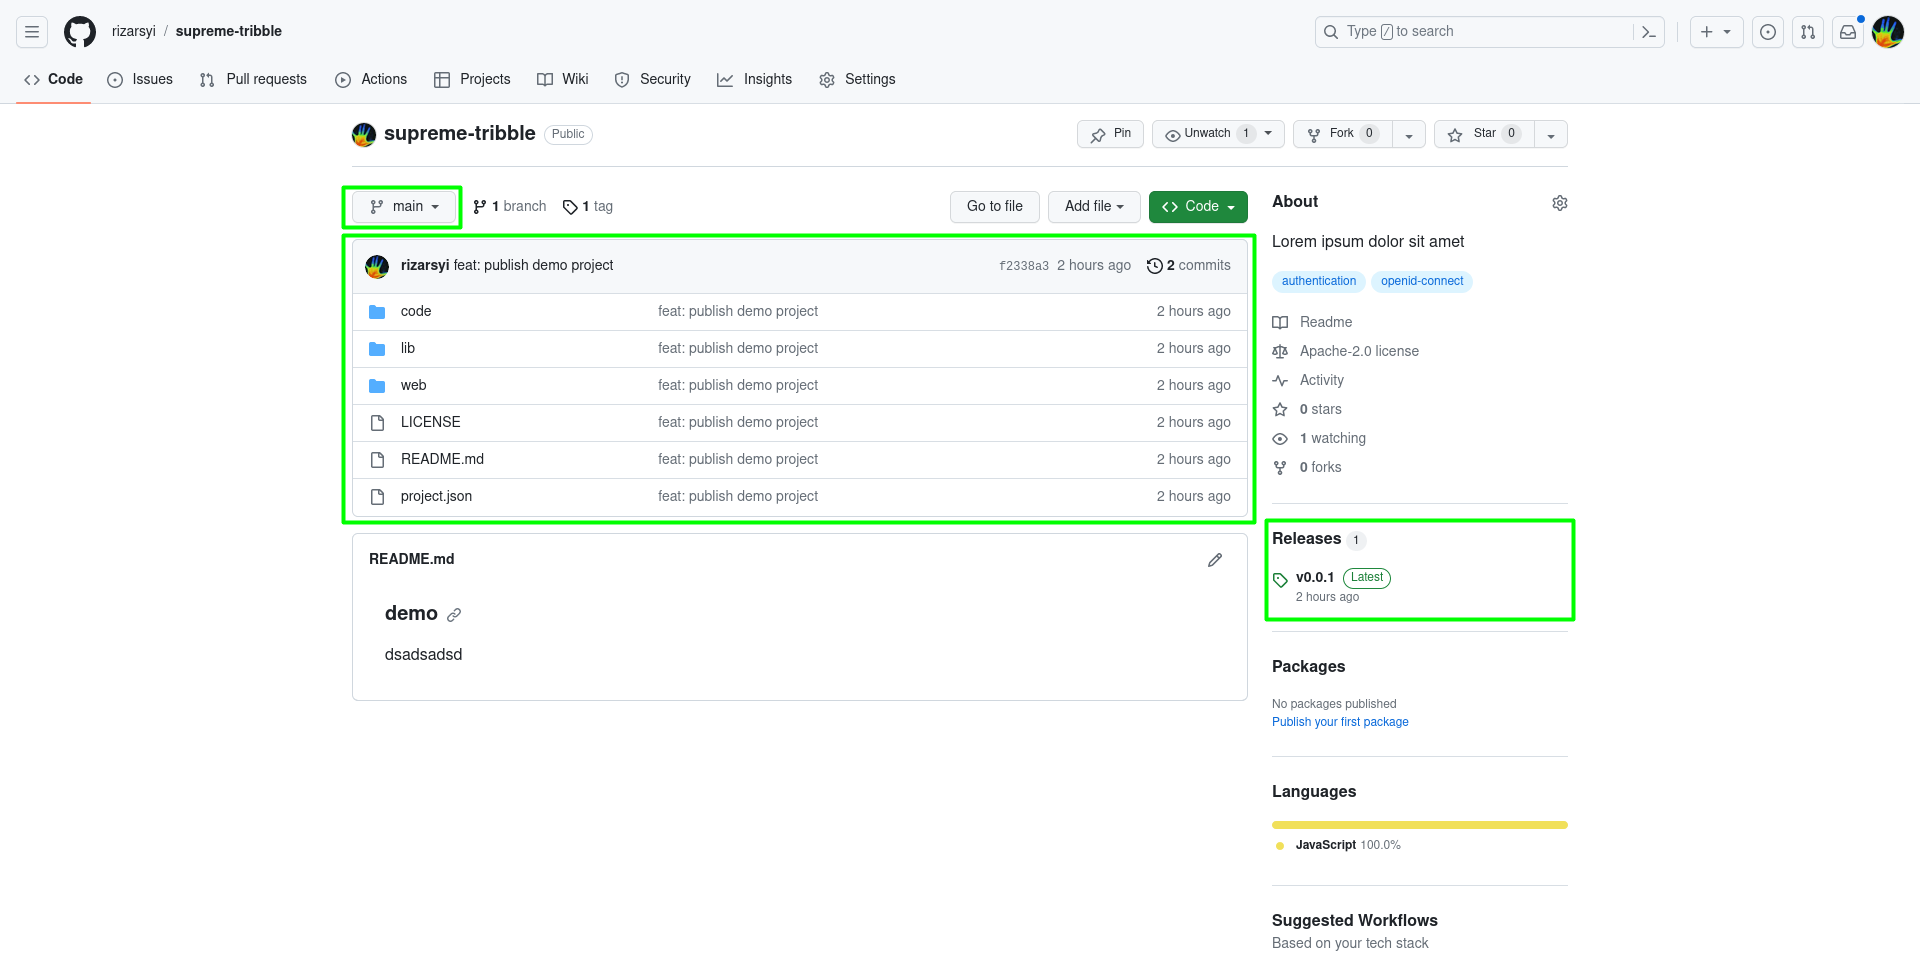 rizarsyi / supreme-tribble
Type / to search
Code Issues Pull requests Actions Projects Wiki Security Insights Settings
supreme-tribble Public
Pin Unwatch 1 Fork 0 Star 0
main 1 branch 1 tag Go to file Add file Code
rizarsyi feat: publish demo project f2338a3 2 hours ago 2 commits
code feat: publish demo project 2 hours ago
lib feat: publish demo project 2 hours ago
web feat: publish demo project 2 hours ago
LICENSE feat: publish demo project 2 hours ago
README.md feat: publish demo project 2 hours ago
project.json feat: publish demo project 2 hours ago
README.md
demo
dsadsadsd
About
Lorem ipsum dolor sit amet
authentication openid-connect
Readme
Apache-2.0 license
Activity
0 stars
1 watching
0 forks
Releases 1
v0.0.1 Latest
2 hours ago
Packages
No packages published
Publish your first package
Languages
JavaScript 100.0%
Suggested Workflows
Based on your tech stack